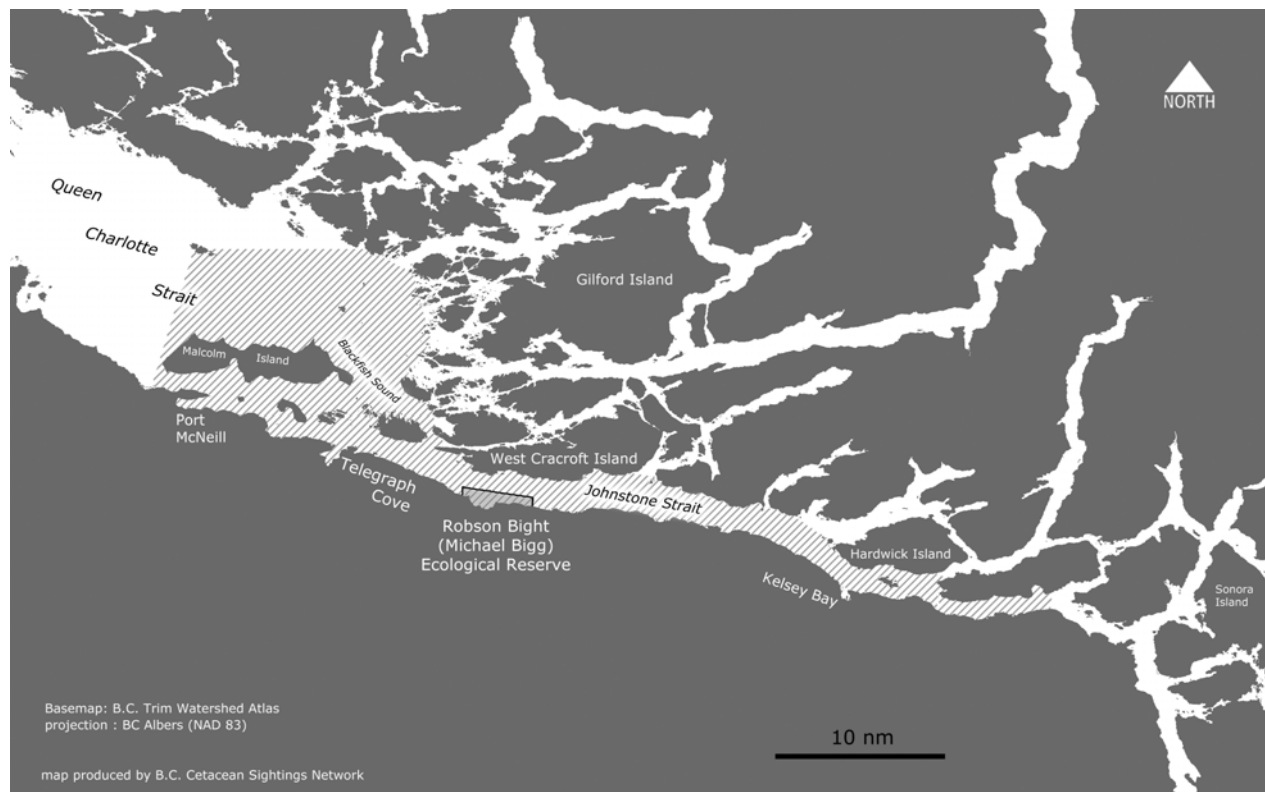 NORTH
Queen
Charlotte
Strait
Gilford Island
Malcolm
Island
Blackfish Sound
Port
McNeill
West Cracroft Island
Telegraph
Cove
Johnstone Strait
Robson Bight
(Michael Bigg)
Ecological Reserve
Hardwick Island
Kelsey Bay
Sonora
Island
Basemap: B.C. Trim Watershed Atlas
projection : BC Albers (NAD 83)
10 nm
map produced by B.C. Cetacean Sightings Network